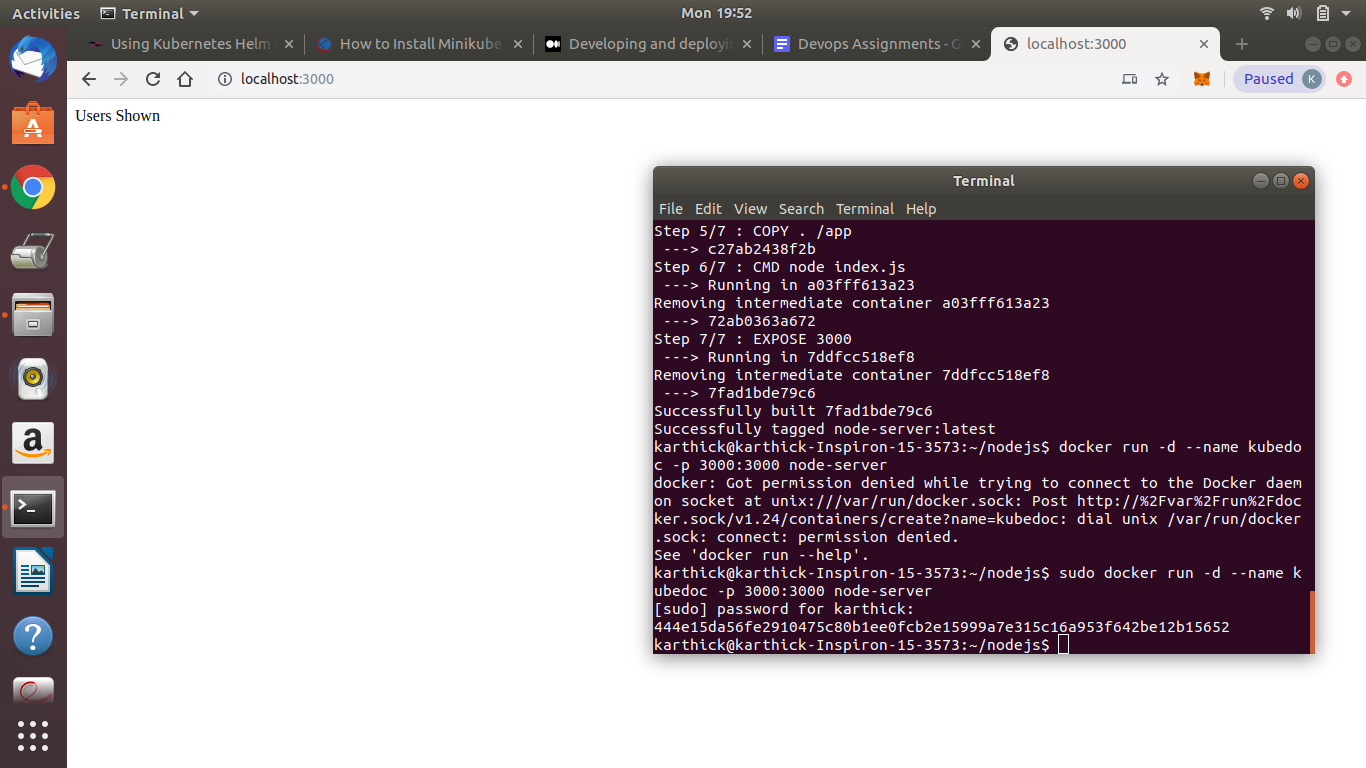 Activities Terminal Mon 19:52
Using Kubernetes Helm
How to Install Minikube
Developing and deployin
Devops Assignments - G
localhost:3000
localhost:3000
Paused K
Users Shown
Terminal
File Edit View Search Terminal Help
Step 5/7 : COPY . /app
 ---> c27ab2438f2b
Step 6/7 : CMD node index.js
 ---> Running in a03fff613a23
Removing intermediate container a03fff613a23
 ---> 72ab0363a672
Step 7/7 : EXPOSE 3000
 ---> Running in 7ddfcc518ef8
Removing intermediate container 7ddfcc518ef8
 ---> 7fad1bde79c6
Successfully built 7fad1bde79c6
Successfully tagged node-server:latest
karthick@karthick-Inspiron-15-3573:~/nodejs$ docker run -d --name kubedo
c -p 3000:3000 node-server
docker: Got permission denied while trying to connect to the Docker daem
on socket at unix:///var/run/docker.sock: Post http://%2Fvar%2Frun%2Fdoc
ker.sock/v1.24/containers/create?name=kubedoc: dial unix /var/run/docker
.sock: connect: permission denied.
See 'docker run --help'.
karthick@karthick-Inspiron-15-3573:~/nodejs$ sudo docker run -d --name k
ubedoc -p 3000:3000 node-server
[sudo] password for karthick:
444e15da56fe2910475c80b1ee0fcb2e15999a7e315c16a953f642be12b15652
karthick@karthick-Inspiron-15-3573:~/nodejs$